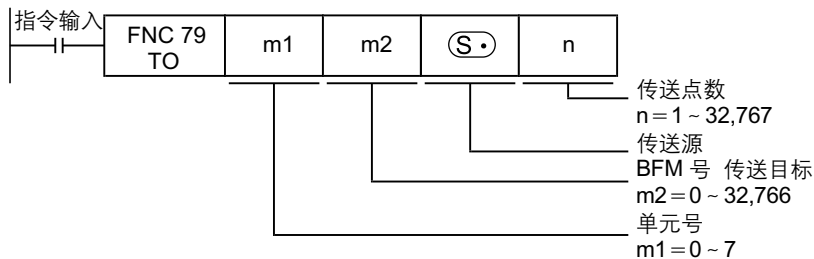 指令输入
FNC 79
TO
m1
m2
S·
n
传送点数
n=1~32,767
传送源
BFM 号 传送目标
m2=0~32,766
单元号
m1=0~7